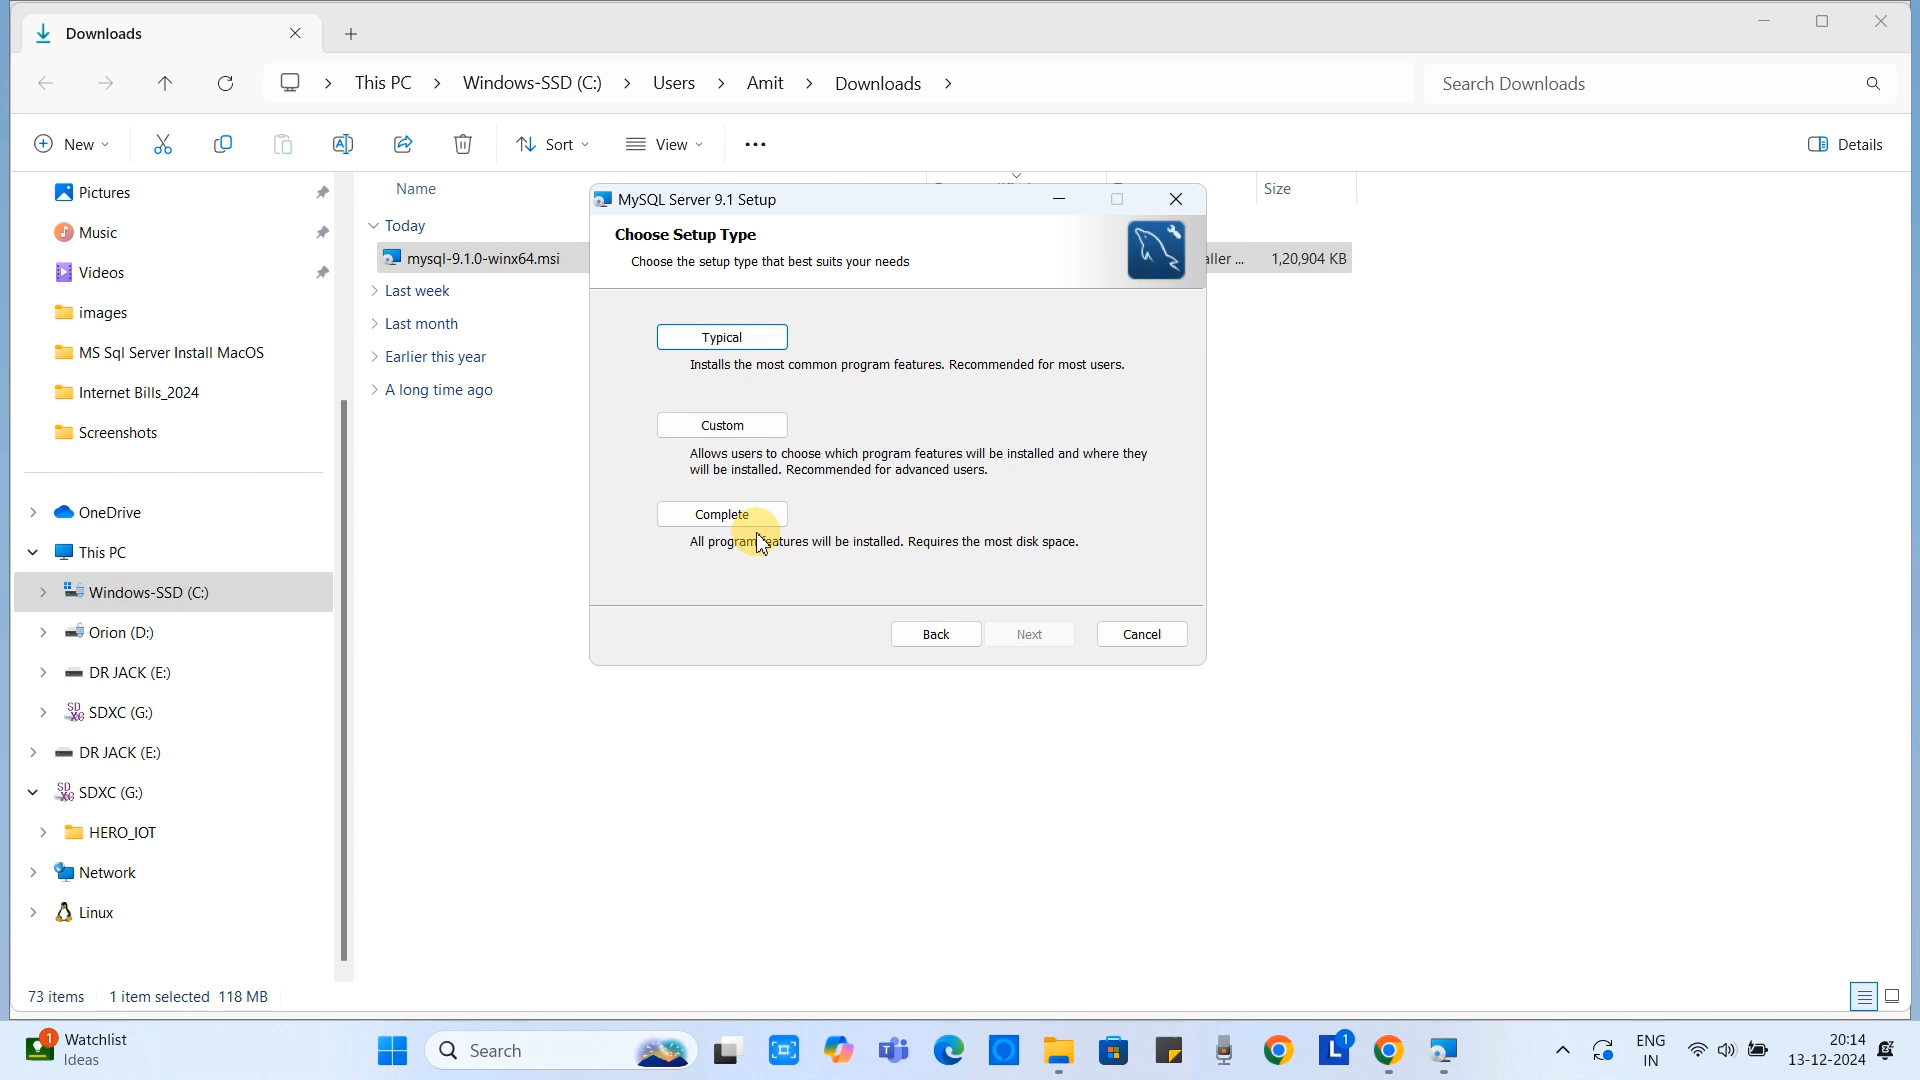 Downloads
This PC > Windows-SSD (C:) > Users > Amit > Downloads >
Search Downloads
New
Sort
View
Details
Pictures
Music
Videos
images
MS Sql Server Install MacOS
Internet Bills_2024
Screenshots
OneDrive
This PC
Windows-SSD (C:)
Orion (D:)
DR JACK (E:)
SDXC (G:)
DR JACK (E:)
SDXC (G:)
HERO_IOT
Network
Linux
Name
Size
Today
mysql-9.1.0-winx64.msi
aller ... 1,20,904 KB
Last week
Last month
Earlier this year
A long time ago
MySQL Server 9.1 Setup
Choose Setup Type
Choose the setup type that best suits your needs
Typical
Installs the most common program features. Recommended for most users.
Custom
Allows users to choose which program features will be installed and where they
will be installed. Recommended for advanced users.
Complete
All program features will be installed. Requires the most disk space.
Back
Next
Cancel
73 items 1 item selected 118 MB
1
Watchlist
Ideas
Search
L
1
ENG
IN
20:14
13-12-2024